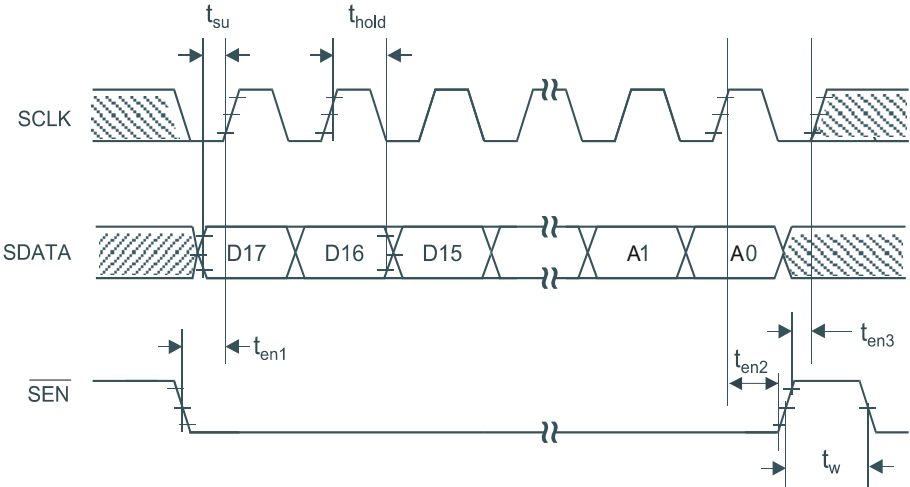 tsu
thold
SCLK
SDATA
D17
D16
D15
A1
A0
ten1
ten2
ten3
SEN
tw